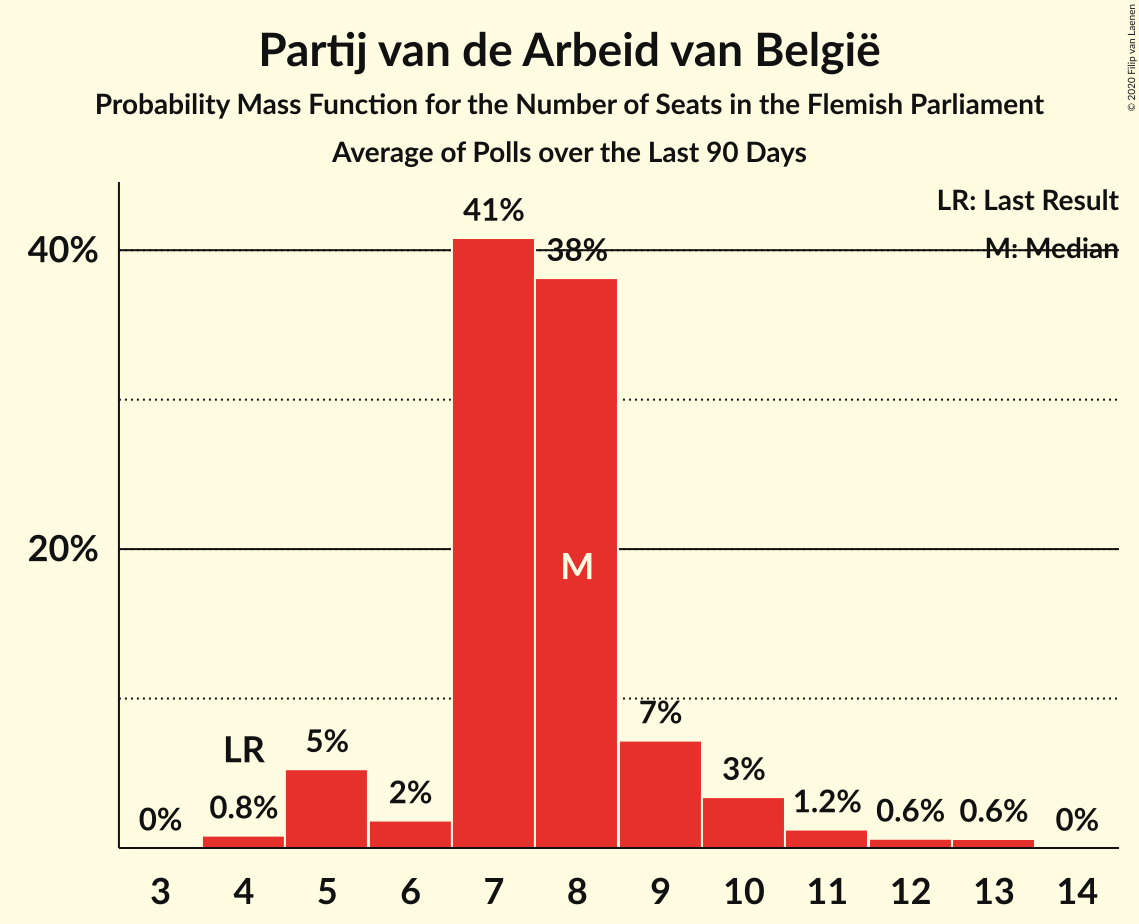 Partij van de Arbeid van België
Probability Mass Function for the Number of Seats in the Flemish Parliament
Average of Polls over the Last 90 Days
© 2020 Filip van Laenen
LR: Last Result
M: Median
40%
20%
41%
38%
M
7%
LR
5%
3%
2%
0%
0.8%
1.2%
0.6%
0.6%
0%
3 4 5 6 7 8 9 10 11 12 13 14